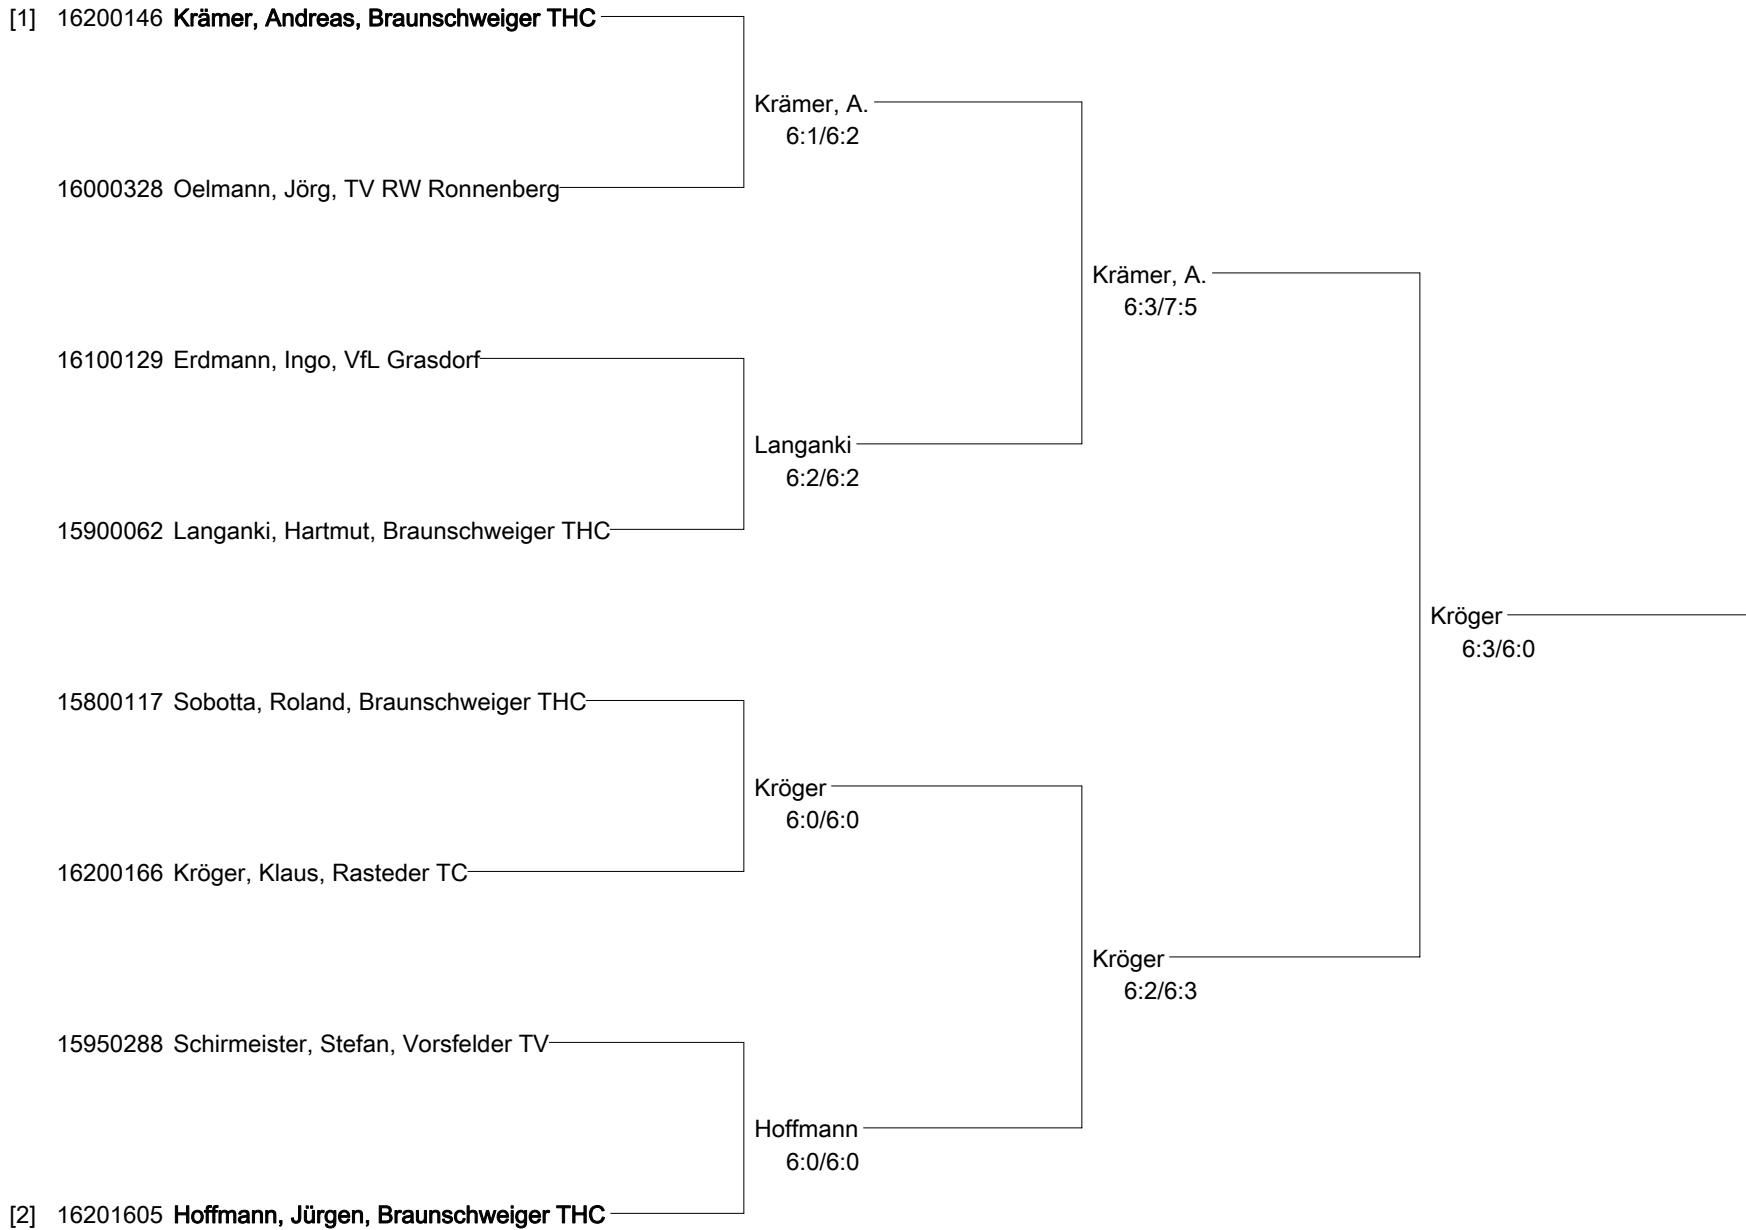 [1] 16200146 Krämer, Andreas, Braunschweiger THC
Krämer, A.
6:1/6:2
16000328 Oelmann, Jörg, TV RW Ronnenberg
Krämer, A.
6:3/7:5
16100129 Erdmann, Ingo, VfL Grasdorf
Langanki
6:2/6:2
15900062 Langanki, Hartmut, Braunschweiger THC
Kröger
6:3/6:0
15800117 Sobotta, Roland, Braunschweiger THC
Kröger
6:0/6:0
16200166 Kröger, Klaus, Rasteder TC
Kröger
6:2/6:3
15950288 Schirmeister, Stefan, Vorsfelder TV
Hoffmann
6:0/6:0
[2] 16201605 Hoffmann, Jürgen, Braunschweiger THC